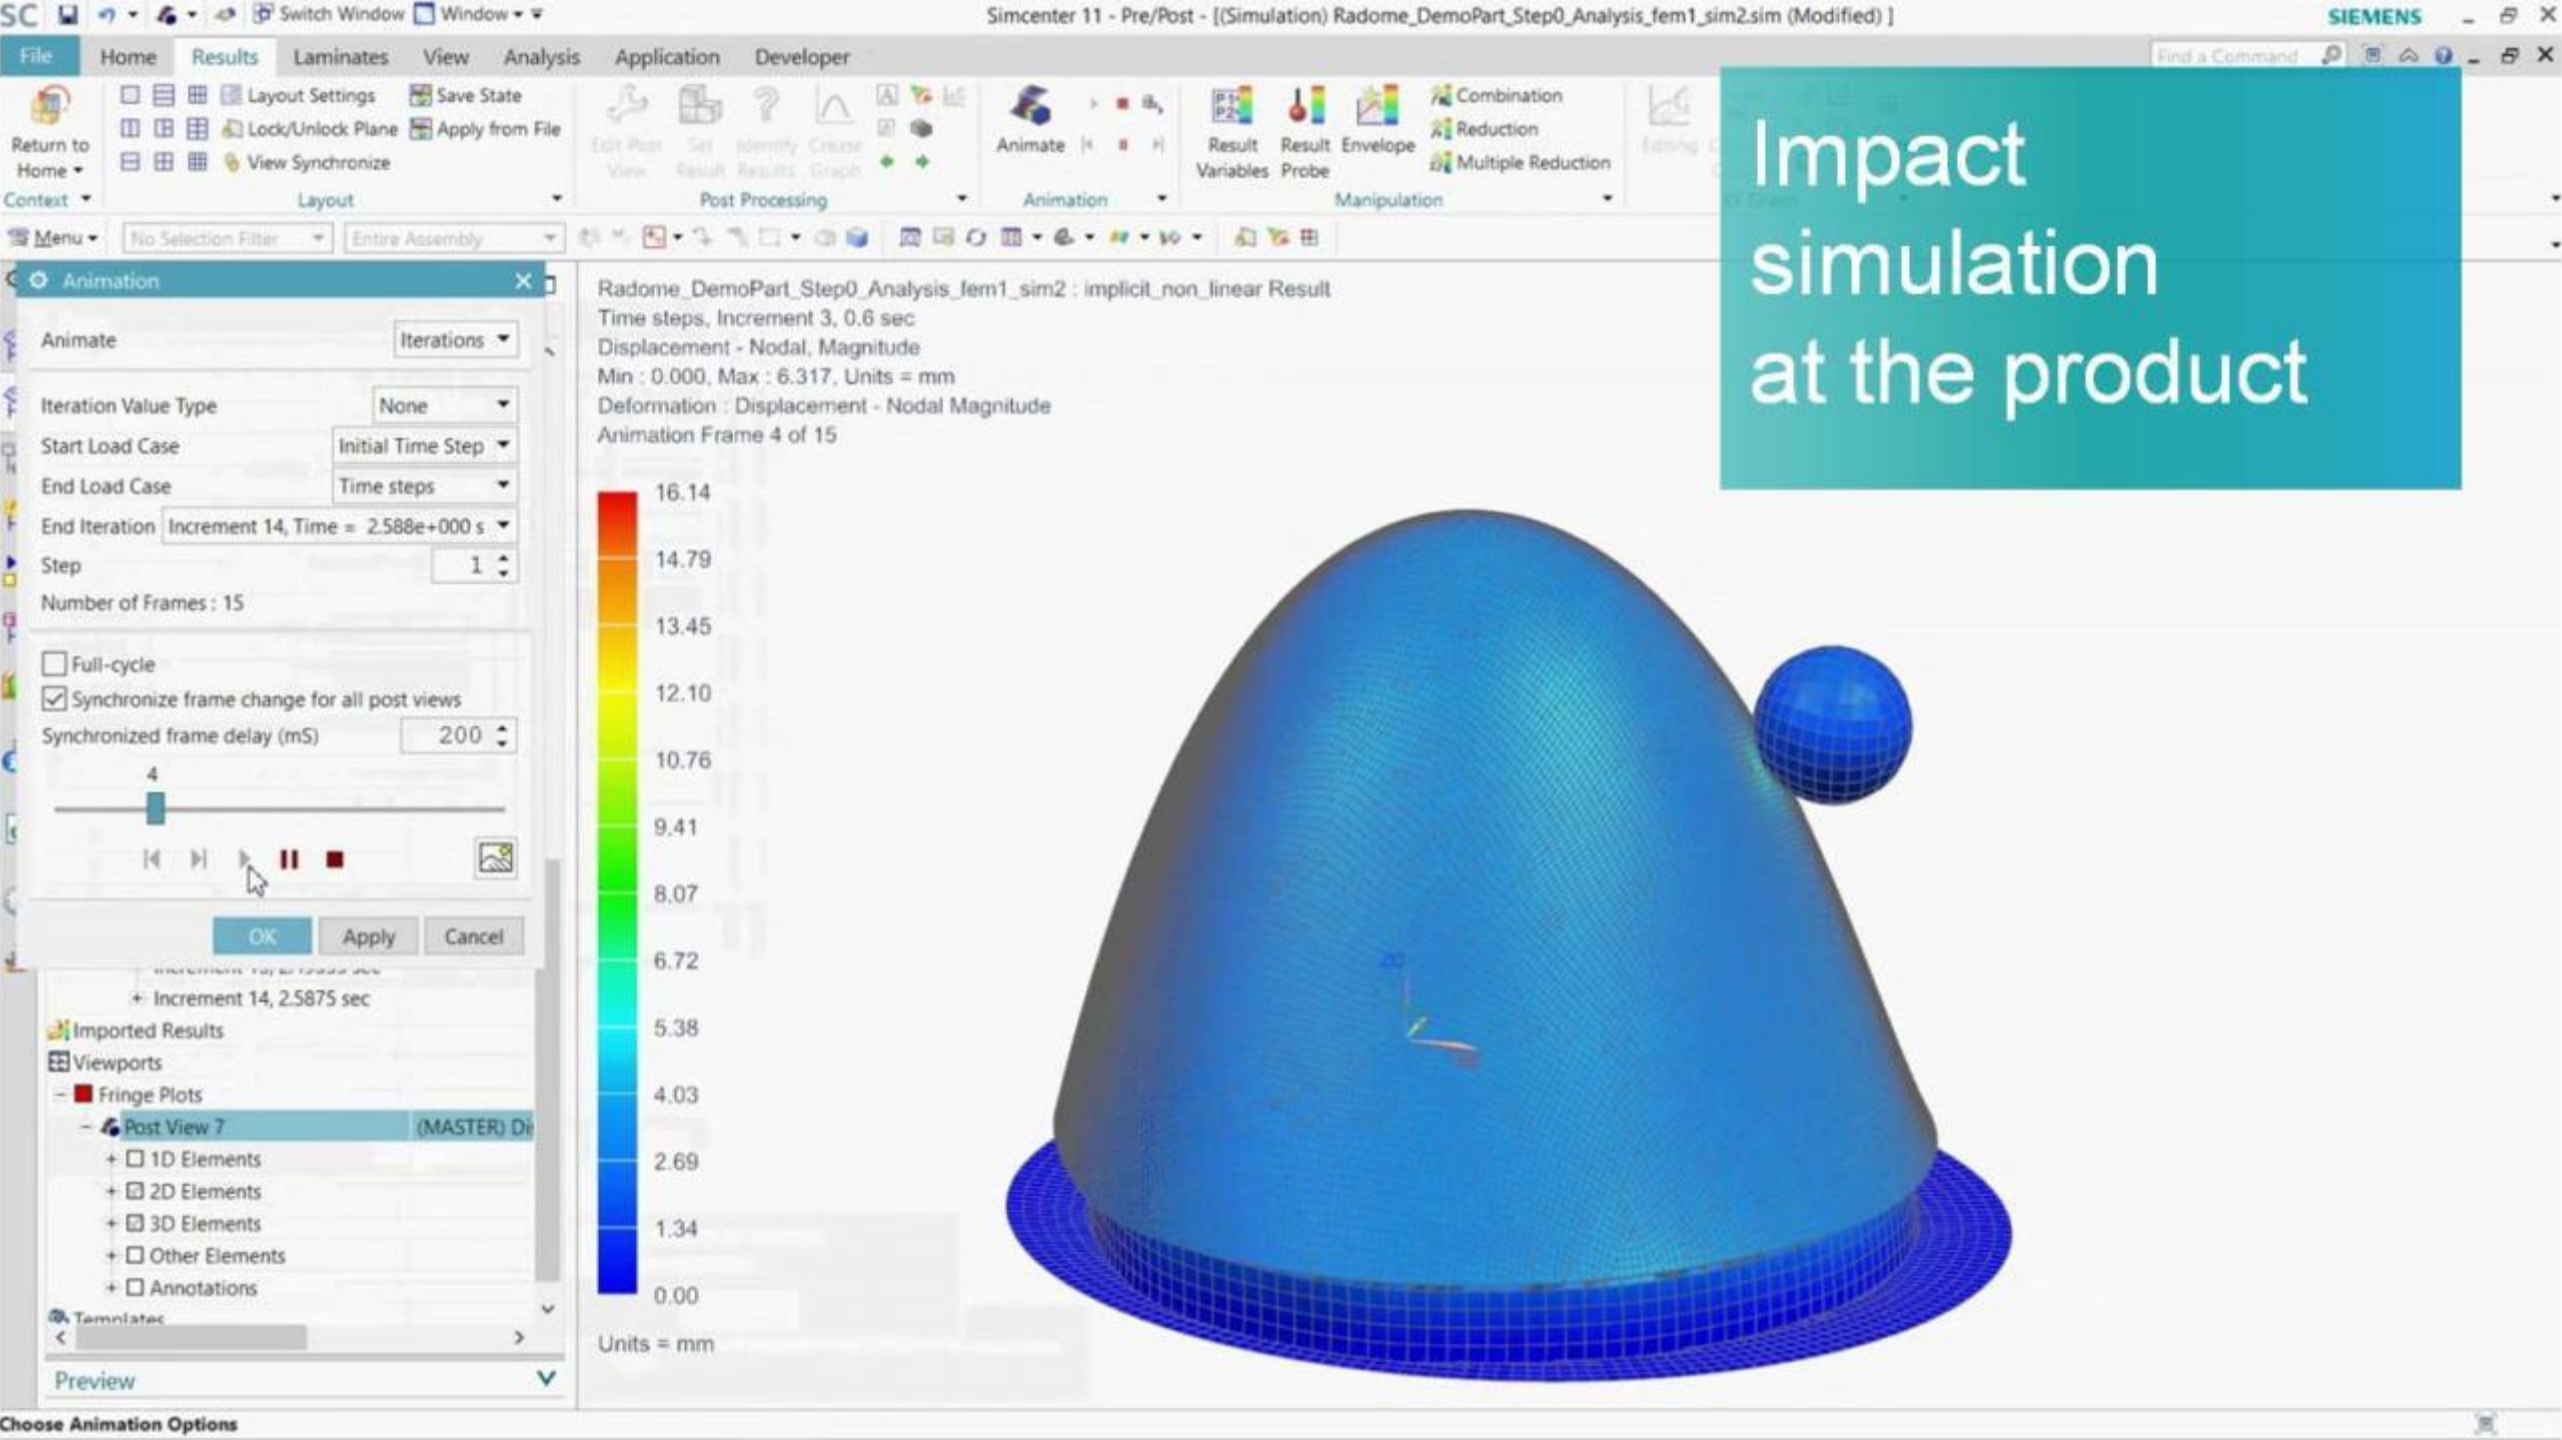 SC Switch Window Window Simcenter 11 - Pre/Post - [(Simulation) Radome_DemoPart_Step0_Analysis_fem1_sim2.sim (Modified) ] SIEMENS
File Home Results Laminates View Analysis Application Developer Find a Command
Layout Settings Save State
Lock/Unlock Plane Apply from File
View Synchronize
Return to
Home
Edit Post
View
Set
Result
Identify
Results
Create
Graph
Animate
Result
Variables
Result
Probe
Envelope
Combination
Reduction
Multiple Reduction
Editing
Context Layout Post Processing Animation Manipulation
Menu No Selection Filter Entire Assembly
Impact
simulation
at the product
Animation
Animate Iterations
Iteration Value Type None
Start Load Case Initial Time Step
End Load Case Time steps
End Iteration Increment 14, Time = 2.588e+000 s
Step 1
Number of Frames : 15
Full-cycle
Synchronize frame change for all post views
Synchronized frame delay (mS) 200
4
OK Apply Cancel
Increment 14, 2.5875 sec
Imported Results
Viewports
Fringe Plots
Post View 7 (MASTER) Di
1D Elements
2D Elements
3D Elements
Other Elements
Annotations
Templates
Preview
Radome_DemoPart_Step0_Analysis_fem1_sim2 : implicit_non_linear Result
Time steps, Increment 3, 0.6 sec
Displacement - Nodal, Magnitude
Min : 0.000, Max : 6.317, Units = mm
Deformation : Displacement - Nodal Magnitude
Animation Frame 4 of 15
16.14
14.79
13.45
12.10
10.76
9.41
8.07
6.72
5.38
4.03
2.69
1.34
0.00
Units = mm
Choose Animation Options